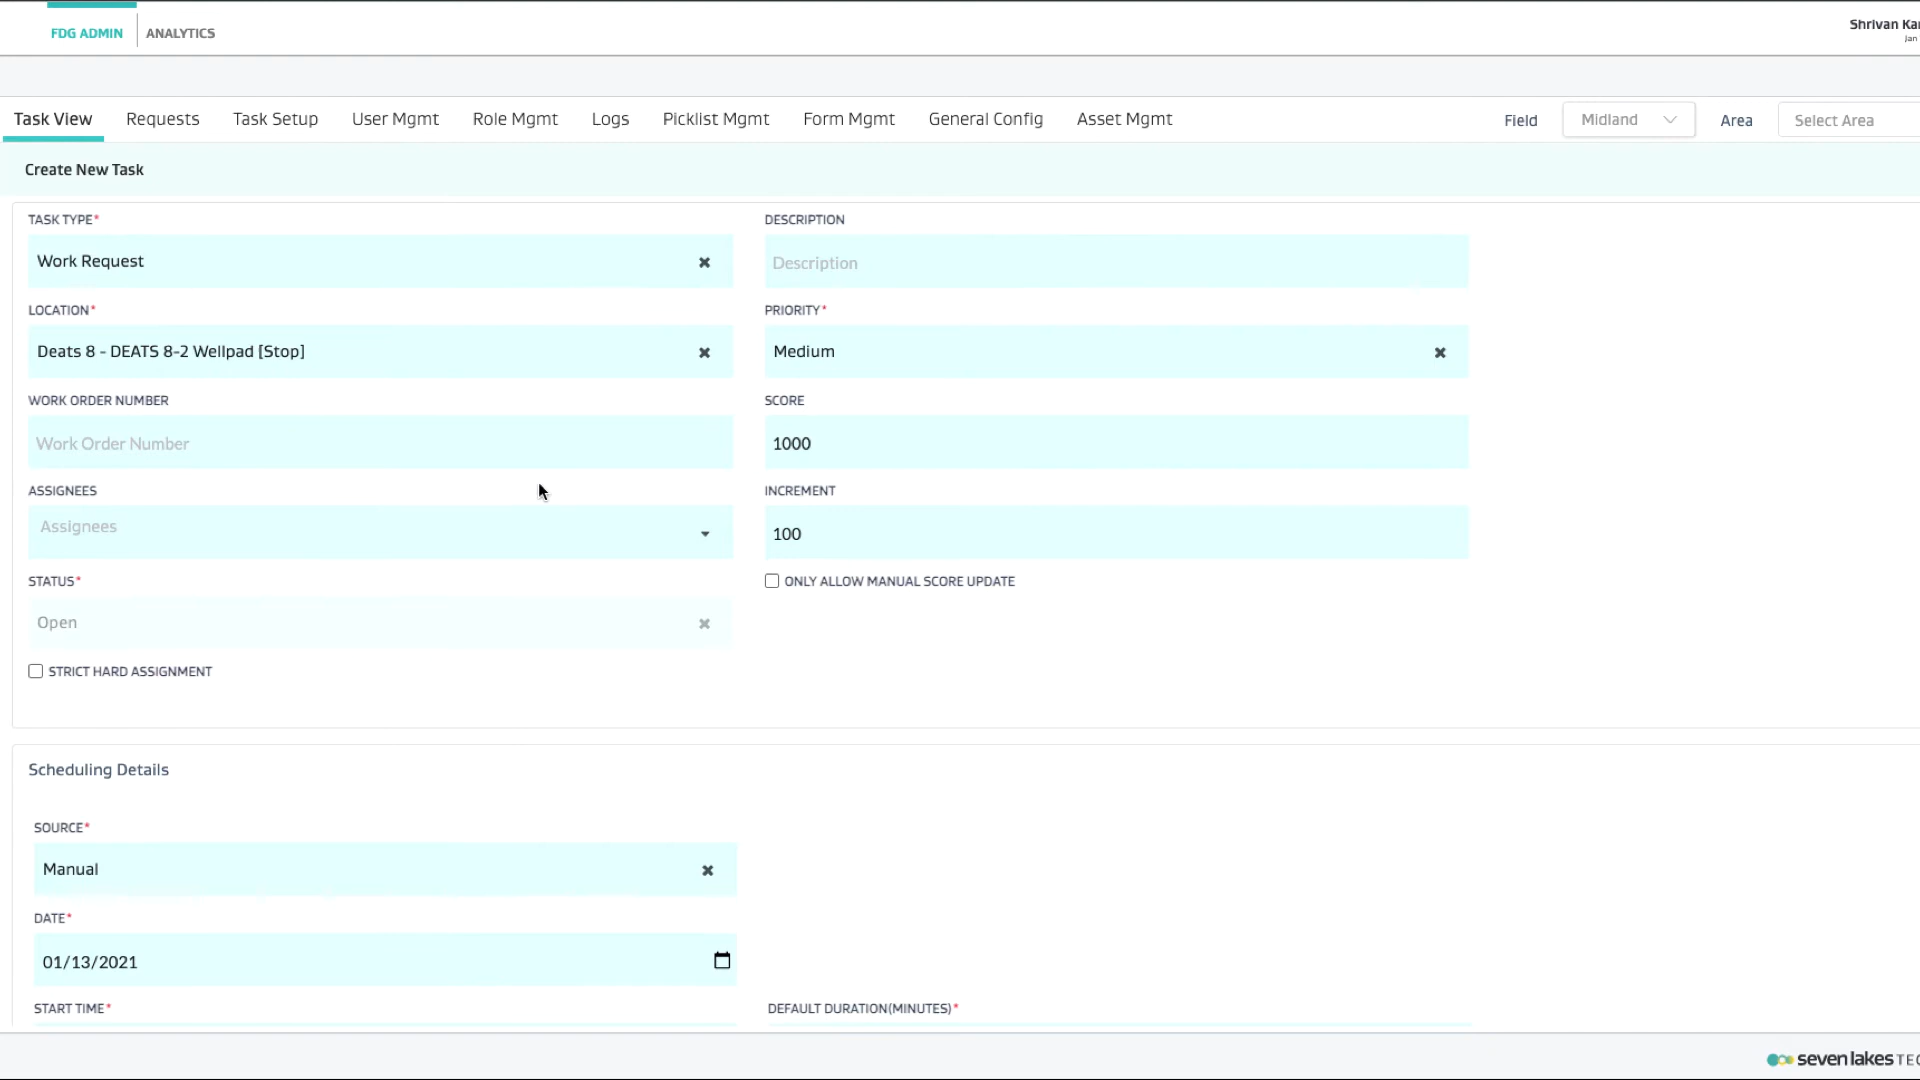 FDG ADMIN
ANALYTICS
Shrivan Ka
Jan
Task View
Requests
Task Setup
User Mgmt
Role Mgmt
Logs
Picklist Mgmt
Form Mgmt
General Config
Asset Mgmt
Field
Midland
Area
Select Area
Create New Task
TASK TYPE*
DESCRIPTION
Work Request
Description
LOCATION*
PRIORITY*
Deats 8 - DEATS 8-2 Wellpad [Stop]
Medium
WORK ORDER NUMBER
SCORE
Work Order Number
1000
ASSIGNEES
INCREMENT
Assignees
100
STATUS*
ONLY ALLOW MANUAL SCORE UPDATE
Open
STRICT HARD ASSIGNMENT
Scheduling Details
SOURCE*
Manual
DATE*
01/13/2021
START TIME*
DEFAULT DURATION(MINUTES)*
sevenlakes TEC